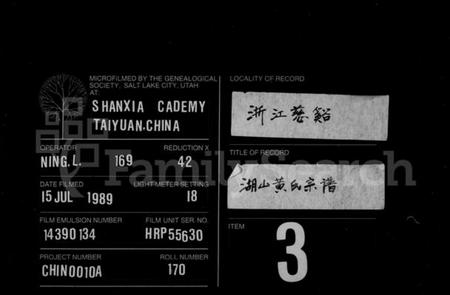 MICROFILMED BY THE GENEALOGICAL
SOCIETY, SALT LAKE CITY, UTAH
AT:
SHANXIA CADEMY
TAIYUAN.CHINA
OPERATOR
REDUCTION X
NING.L. 169 42
DATE FILMED
LIGHT METER SETTING
15 JUL 1989 18
FILM EMULSION NUMBER
FILM UNIT SER. NO.
14390134 HRP55630
PROJECT NUMBER
ROLL NUMBER
CHIN0010A 170
LOCALITY OF RECORD
浙江慈谿
TITLE OF RECORD
湖山黄氏宗谱
ITEM
3
FamilySearch